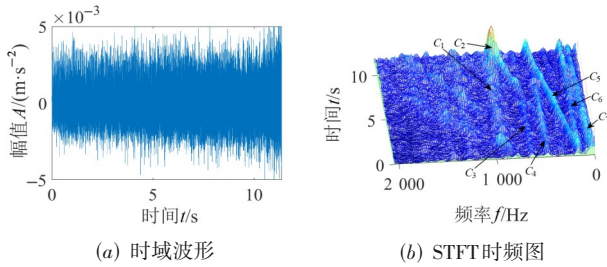 ×10⁻³
5
0
−5
幅值A/(m·s⁻²)
0
5
10
时间t/s
(a) 时域波形
C₁
C₂
C₃
C₄
C₅
C₆
10
5
0
时间t/s
2 000
1 000
0
频率f/Hz
(b) STFT时频图